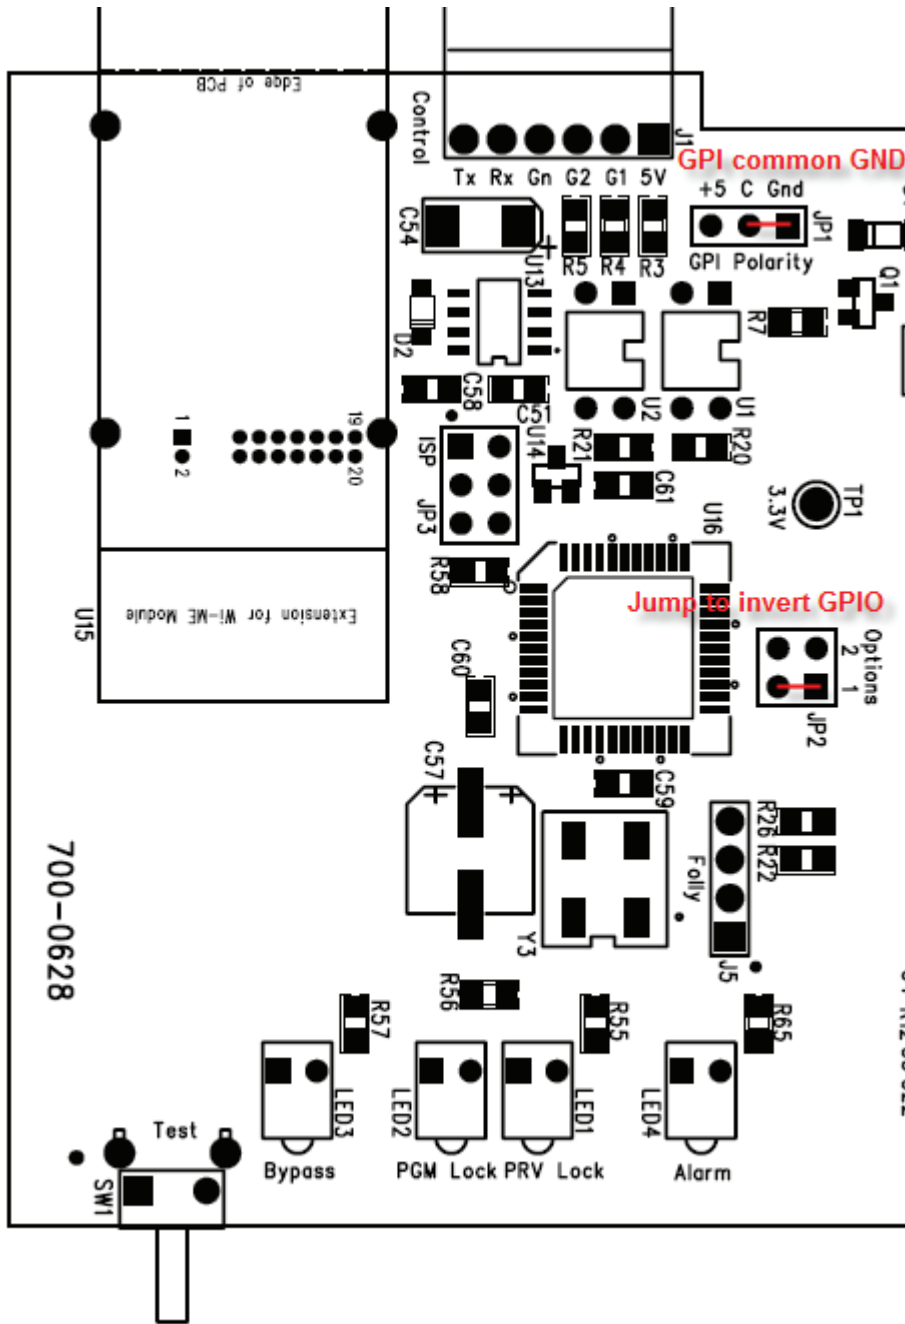 Edge of PCB
Control
J1
GPI common GND
Tx Rx Gn G2 G1 5V
+5 C Gnd
C54
+
JP1
R5 R4 R3
GPI Polarity
U13
Q1
D2
R7
C58
C51
U2
U1
1
19
2
20
ISP
JP3
U14
R21
R20
C61
TP1
3.3V
U16
R58
Extension for Wi-ME Module
U15
Jump to invert GPIO
Options
2
1
JP2
C60
C57
+ +
C59
R26
R22
Folly
Y3
J5
700-0628
R57
R56
R55
R65
LED3
LED2
LED1
LED4
Test
Bypass
PGM Lock
PRV Lock
Alarm
SW1